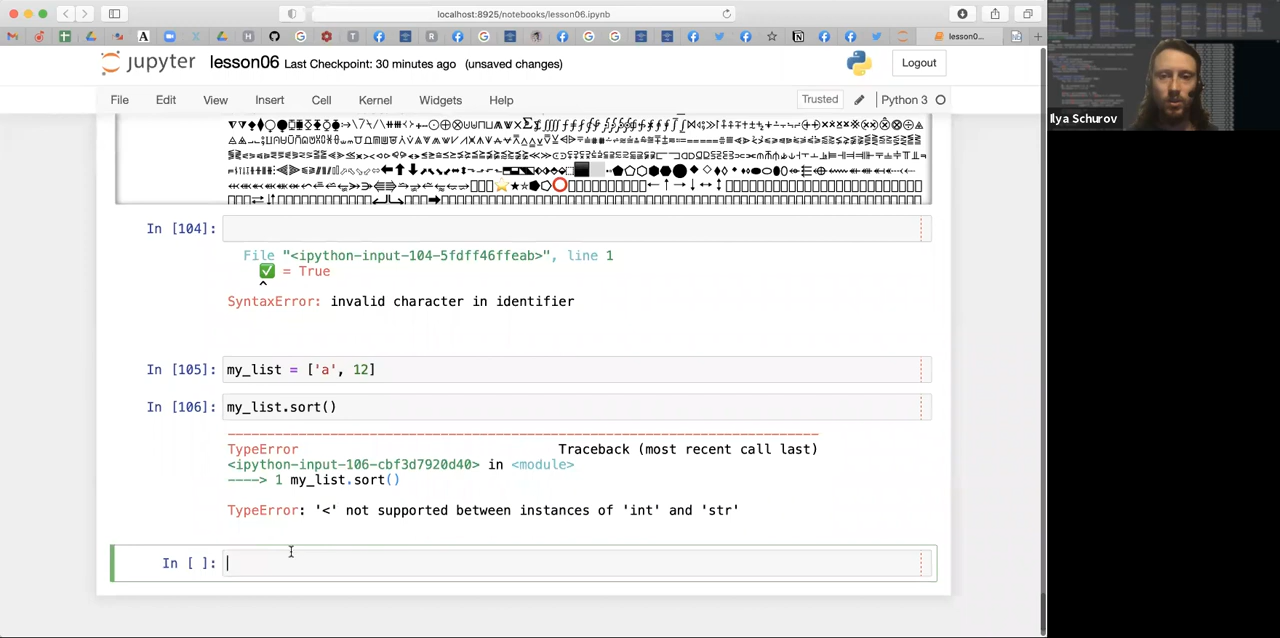 localhost:8925/notebooks/lesson06.ipynb
lesson0...
jupyter lesson06 Last Checkpoint: 30 minutes ago (unsaved changes)
Logout
File Edit View Insert Cell Kernel Widgets Help
Trusted
Python 3
Ilya Schurov
In [104]:
File "<ipython-input-104-5fdff46ffeab>", line 1
✅ = True
^
SyntaxError: invalid character in identifier
In [105]: my_list = ['a', 12]
In [106]: my_list.sort()
---------------------------------------------------------------------------
TypeError Traceback (most recent call last)
<ipython-input-106-cbf3d7920d40> in <module>
----> 1 my_list.sort()
TypeError: '<' not supported between instances of 'int' and 'str'
In [ ]: